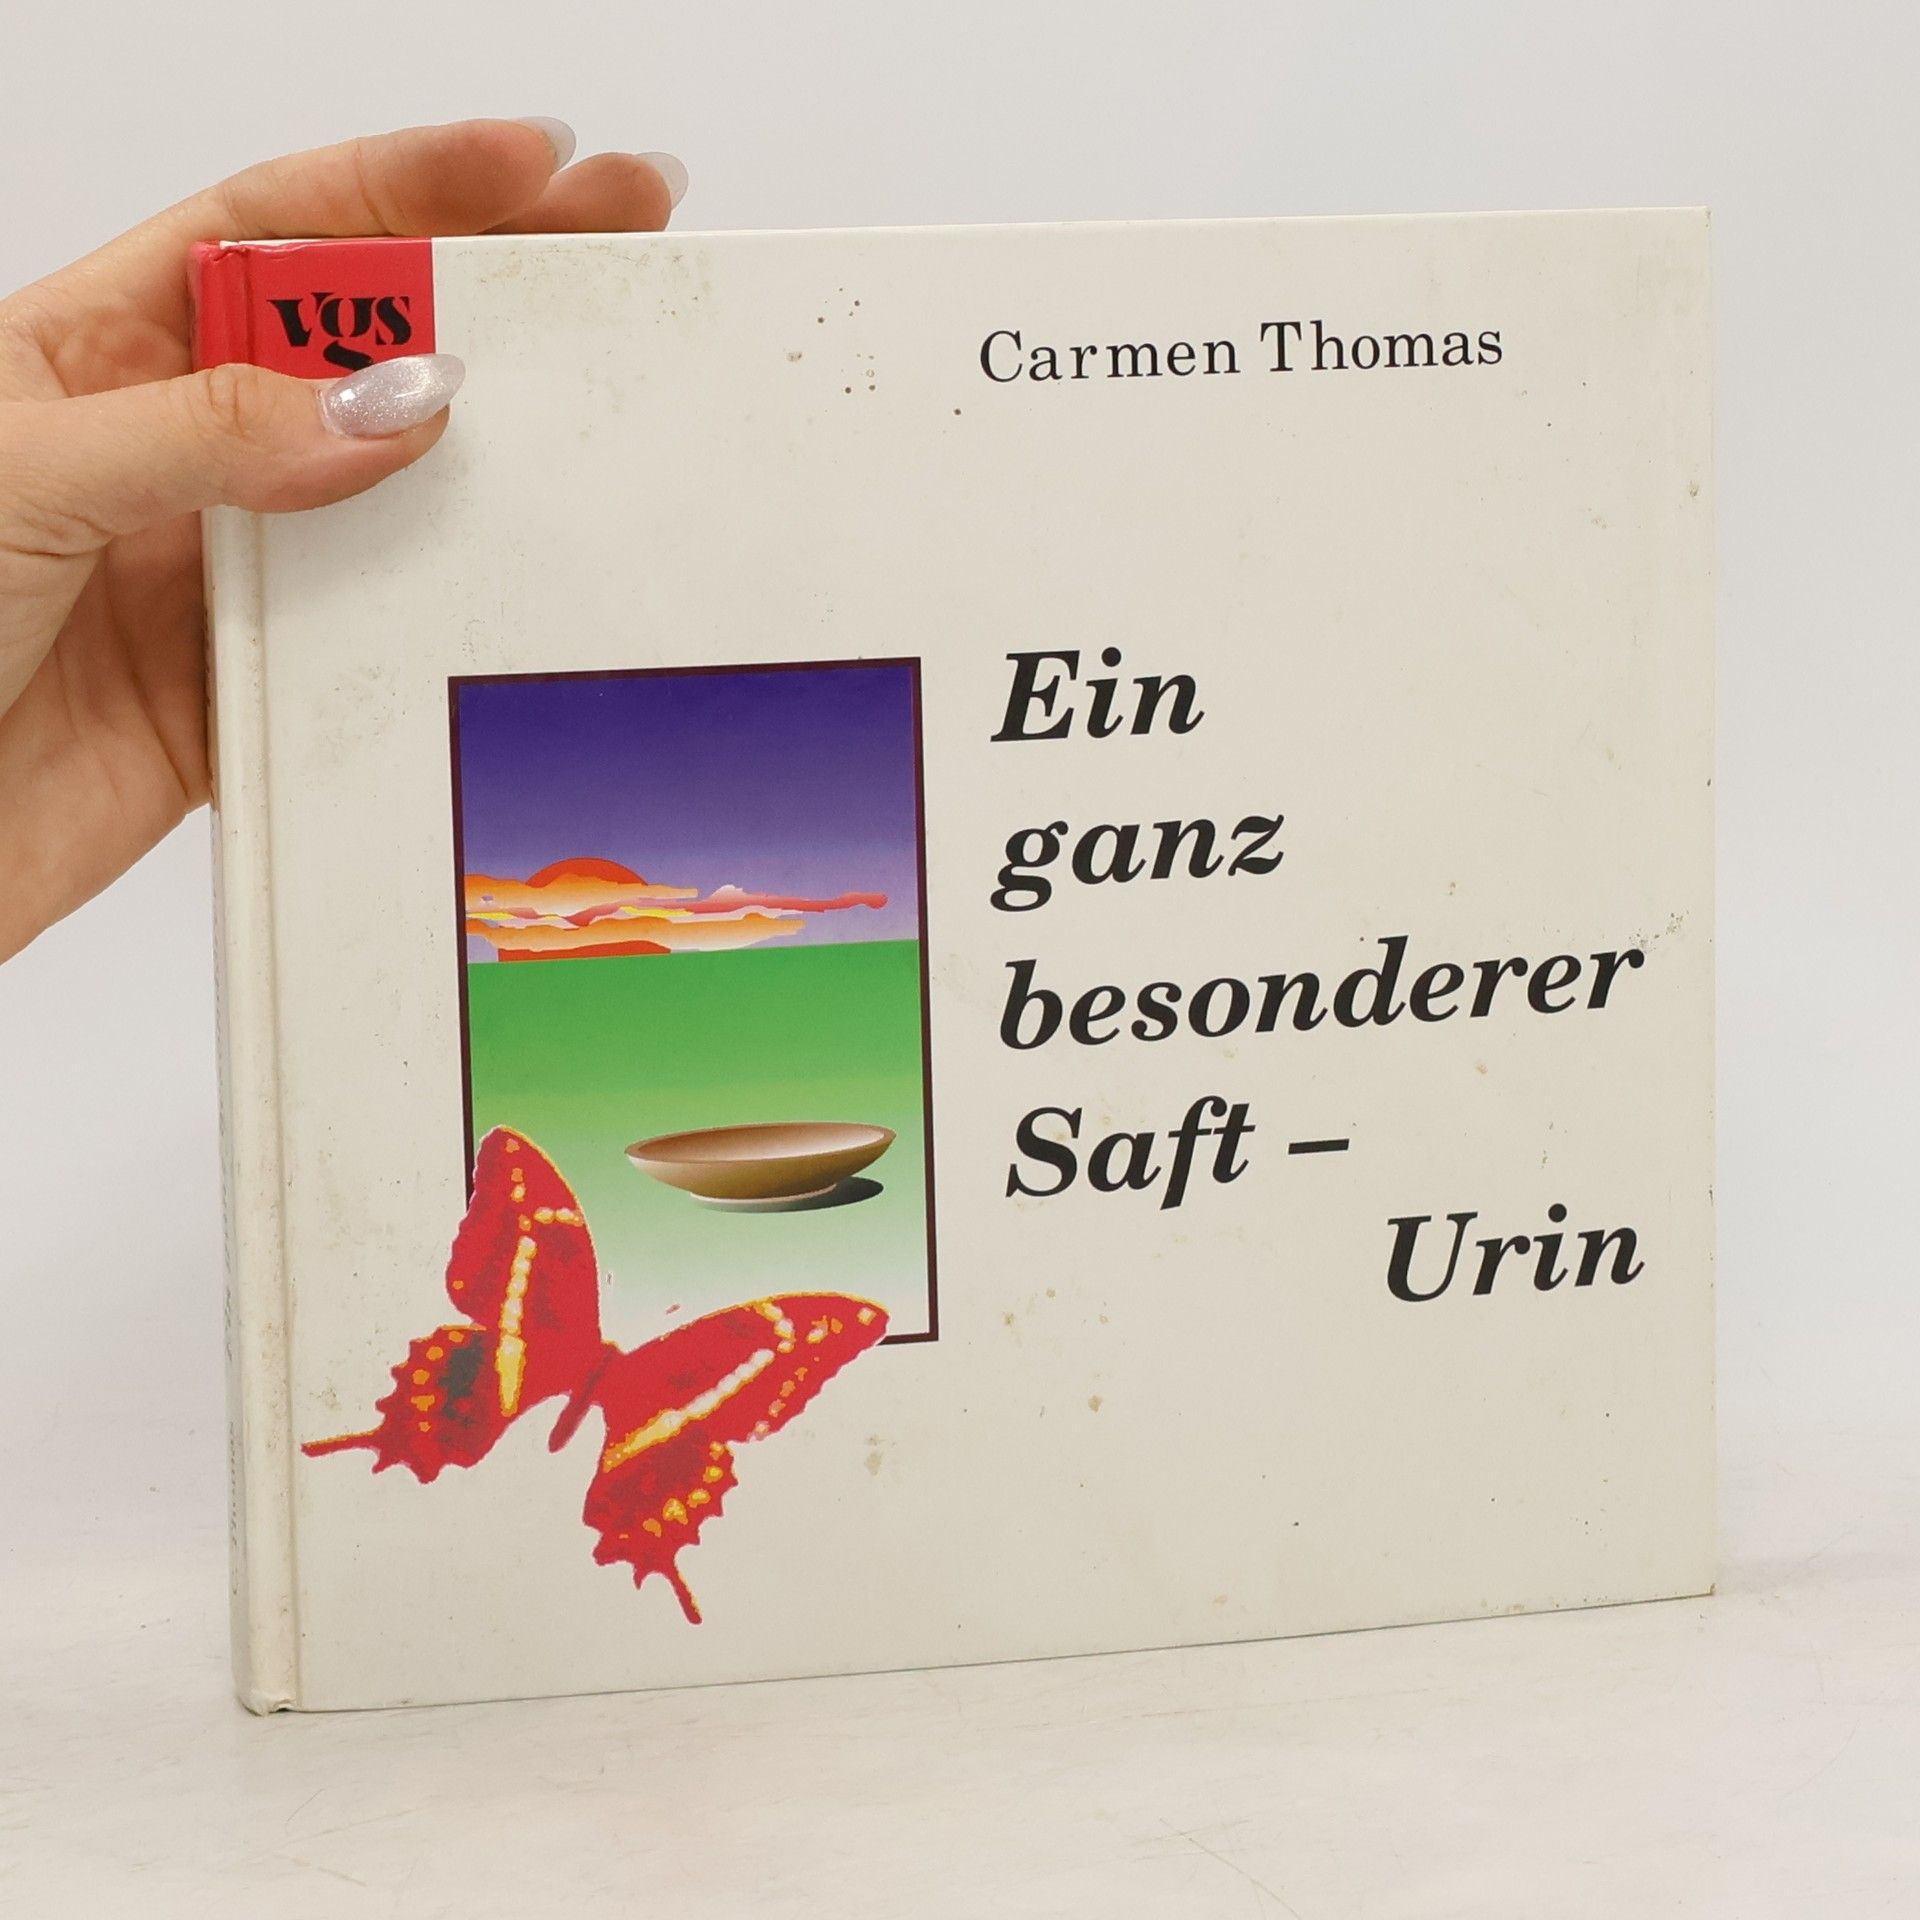 vgs
Carmen Thomas
Ein
ganz
besonderer
Saft –
Urin